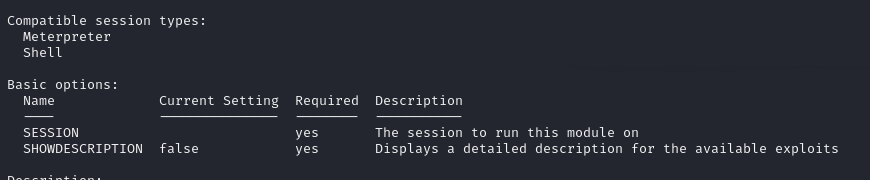 Compatible session types:
Meterpreter
Shell
Basic options:
Name Current Setting Required Description
SESSION yes The session to run this module on
SHOWDESCRIPTION false yes Displays a detailed description for the available exploits
Description: